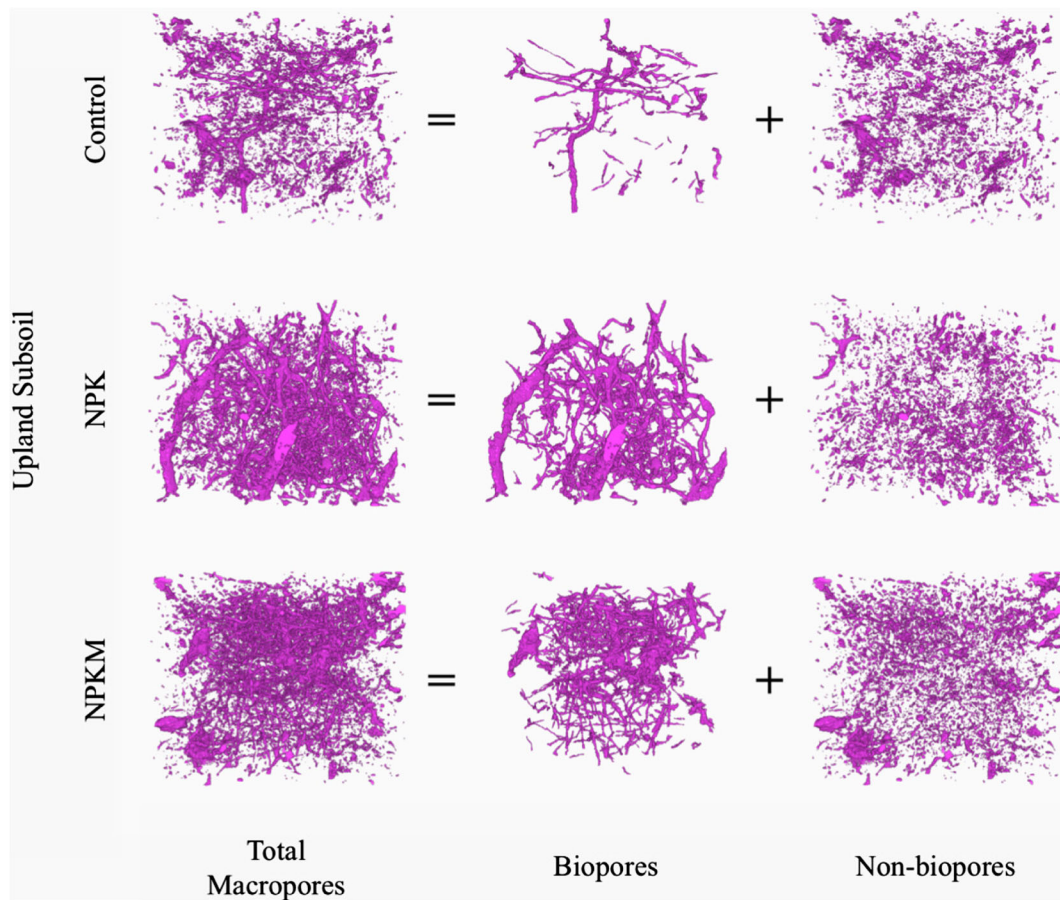 Upland Subsoil
Control
=
+
NPK
=
+
NPKM
=
+
Total
Macropores
Biopores
Non-biopores